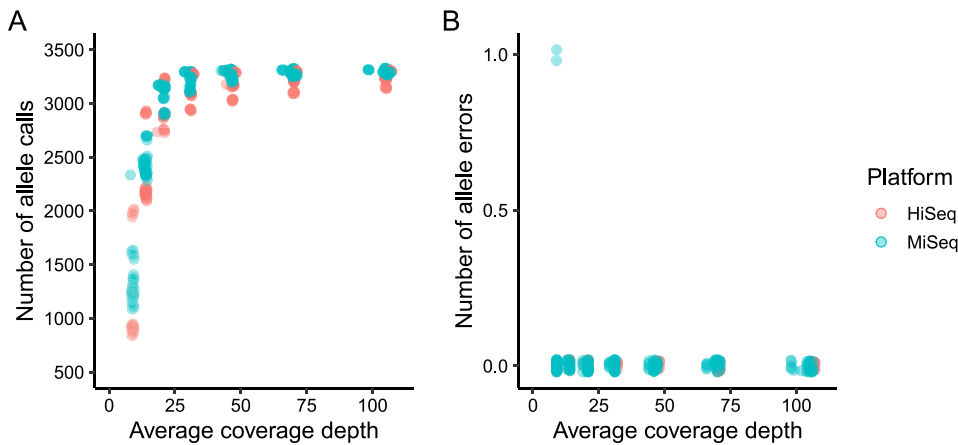 A
Number of allele calls
3500
3000
2500
2000
1500
1000
500
0
25
50
75
100
Average coverage depth
B
Number of allele errors
1.0
0.5
0.0
0
25
50
75
100
Average coverage depth
Platform
HiSeq
MiSeq